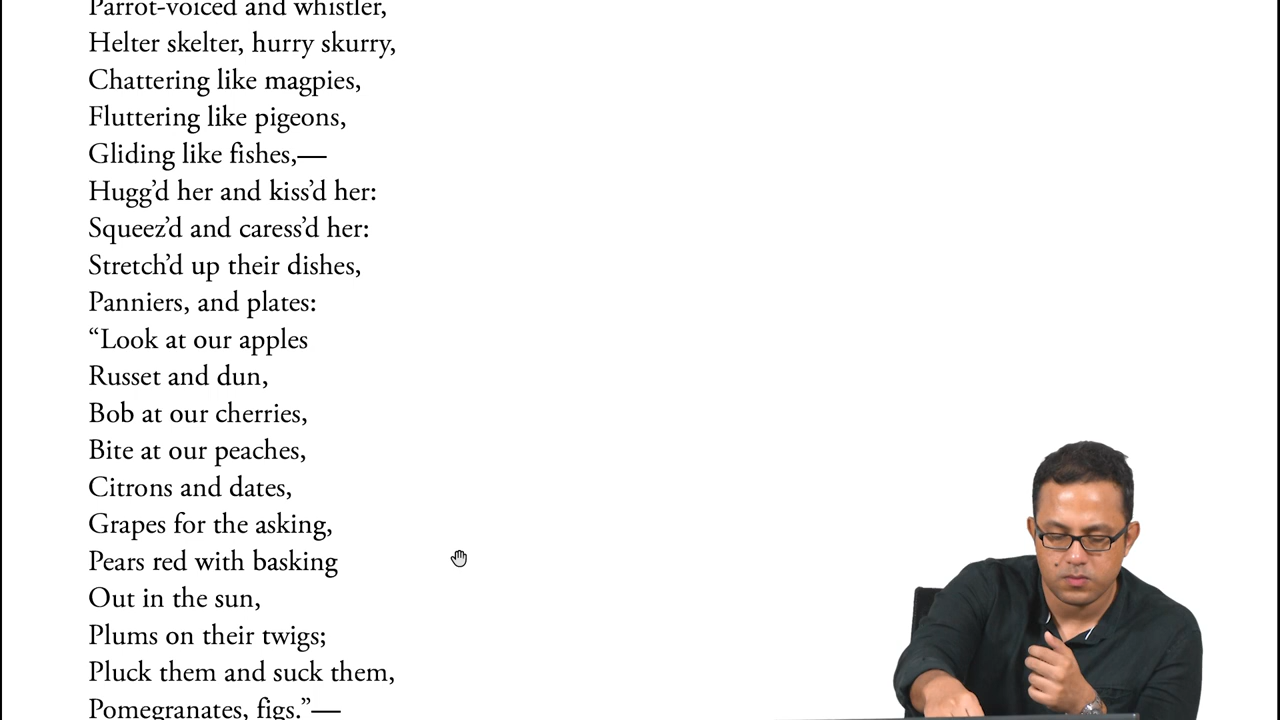 Parrot-voiced and whistler,
Helter skelter, hurry skurry,
Chattering like magpies,
Fluttering like pigeons,
Gliding like fishes,—
Hugg’d her and kiss’d her:
Squeez’d and caress’d her:
Stretch’d up their dishes,
Panniers, and plates:
“Look at our apples
Russet and dun,
Bob at our cherries,
Bite at our peaches,
Citrons and dates,
Grapes for the asking,
Pears red with basking
Out in the sun,
Plums on their twigs;
Pluck them and suck them,
Pomegranates, figs.”—